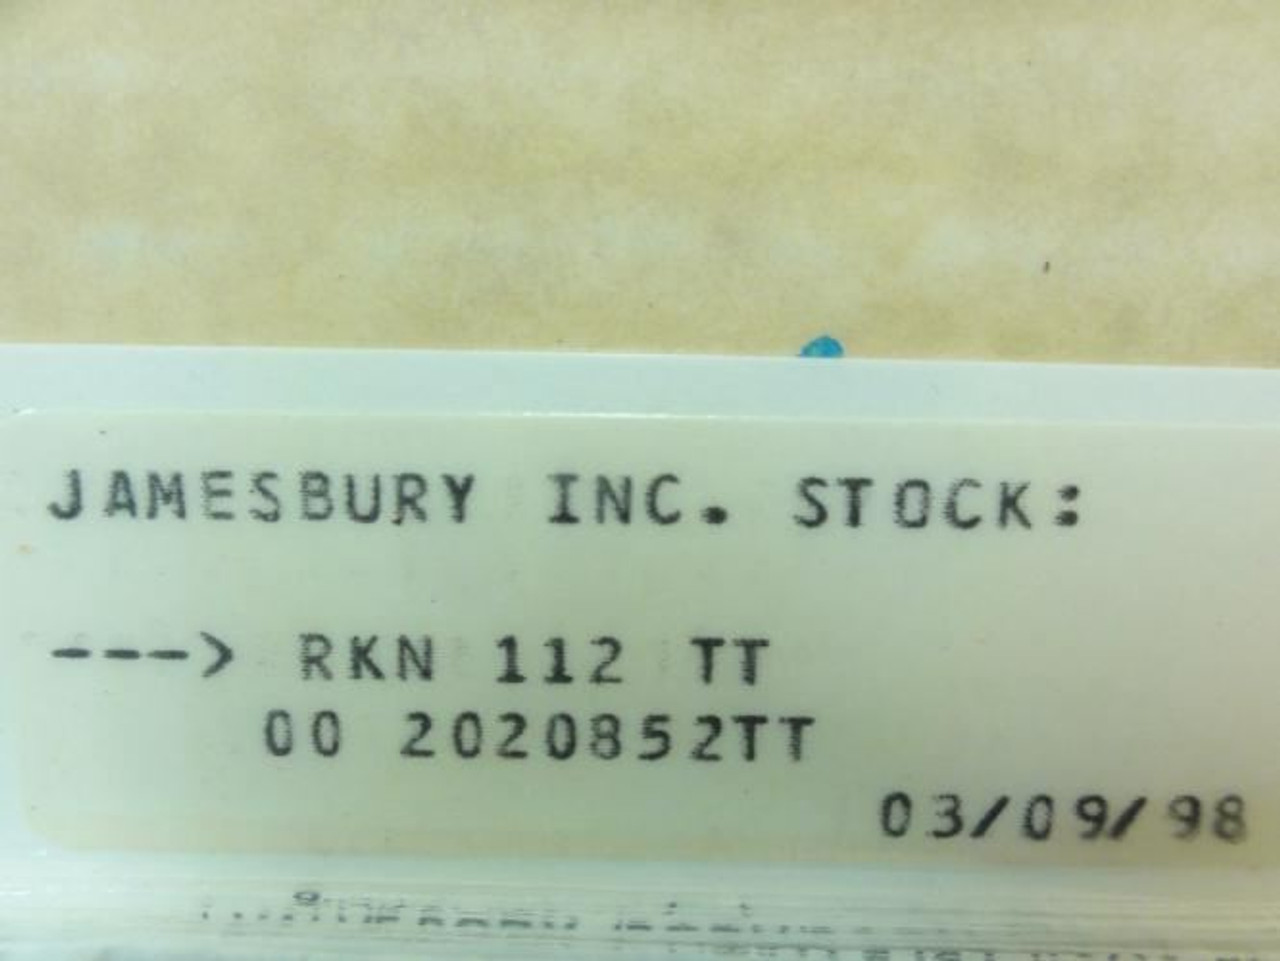 JAMESBURY INC. STOCK:
---> RKN 112 TT
00 2020852TT
03/09/98